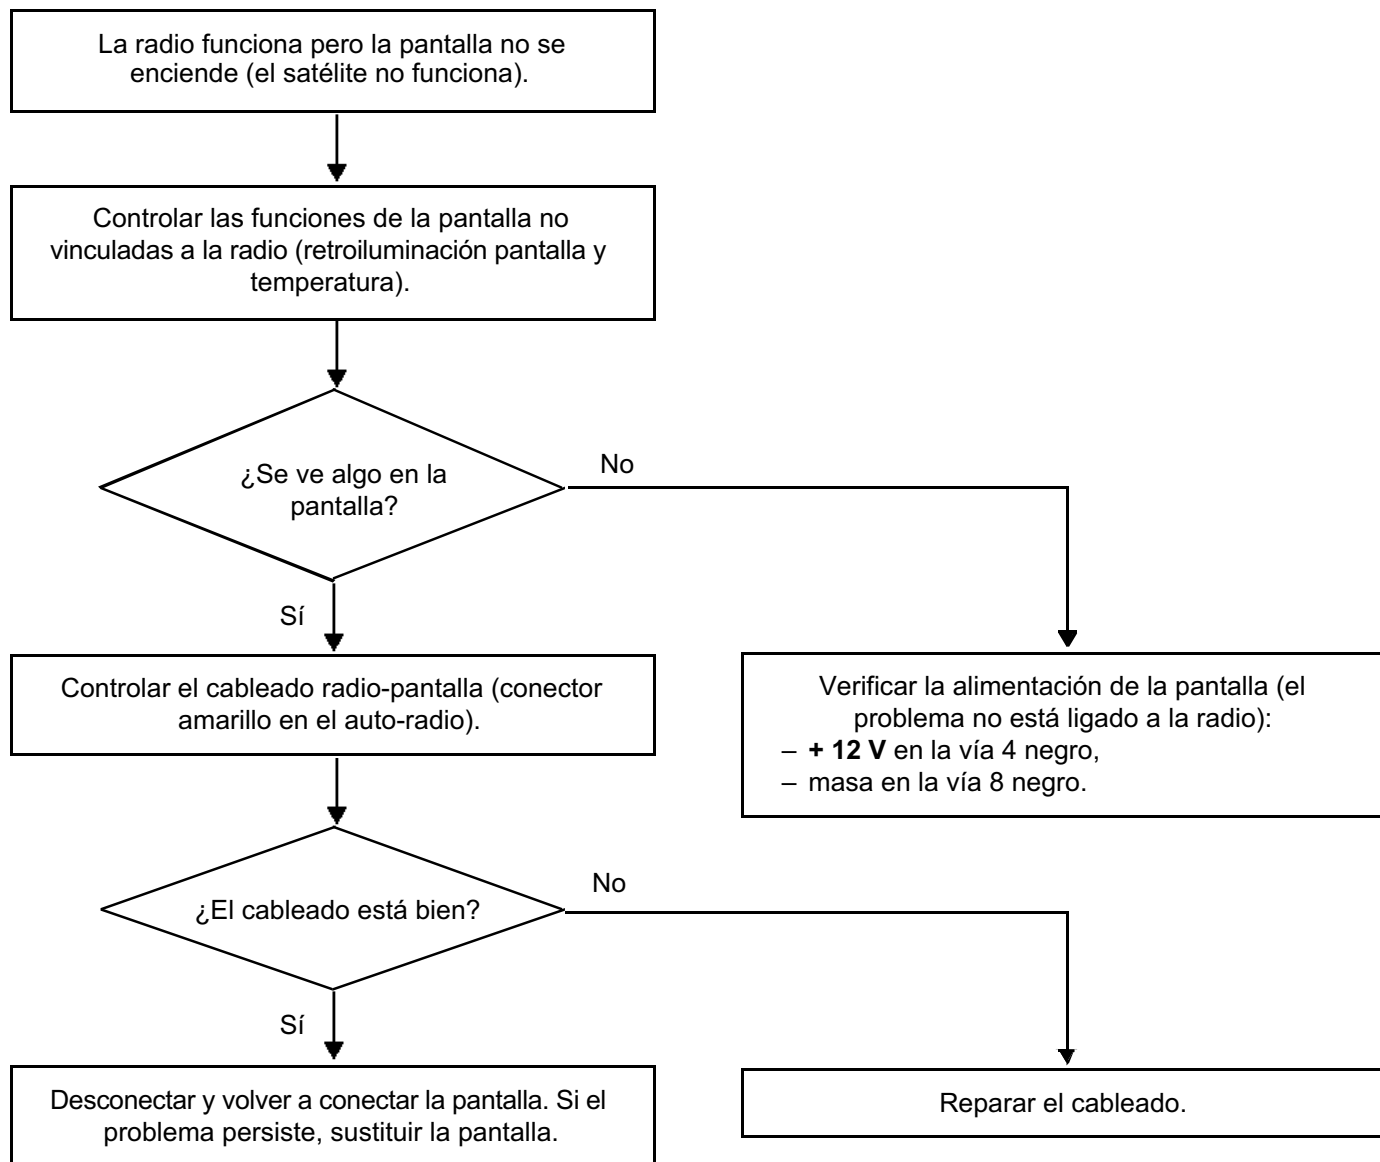 La radio funciona pero la pantalla no se
enciende (el satélite no funciona).
Controlar las funciones de la pantalla no
vinculadas a la radio (retroiluminación pantalla y
temperatura).
¿Se ve algo en la
pantalla?
No
Sí
Controlar el cableado radio-pantalla (conector
amarillo en el auto-radio).
Verificar la alimentación de la pantalla (el
problema no está ligado a la radio):
– + 12 V en la vía 4 negro,
– masa en la vía 8 negro.
¿El cableado está bien?
No
Sí
Desconectar y volver a conectar la pantalla. Si el
problema persiste, sustituir la pantalla.
Reparar el cableado.